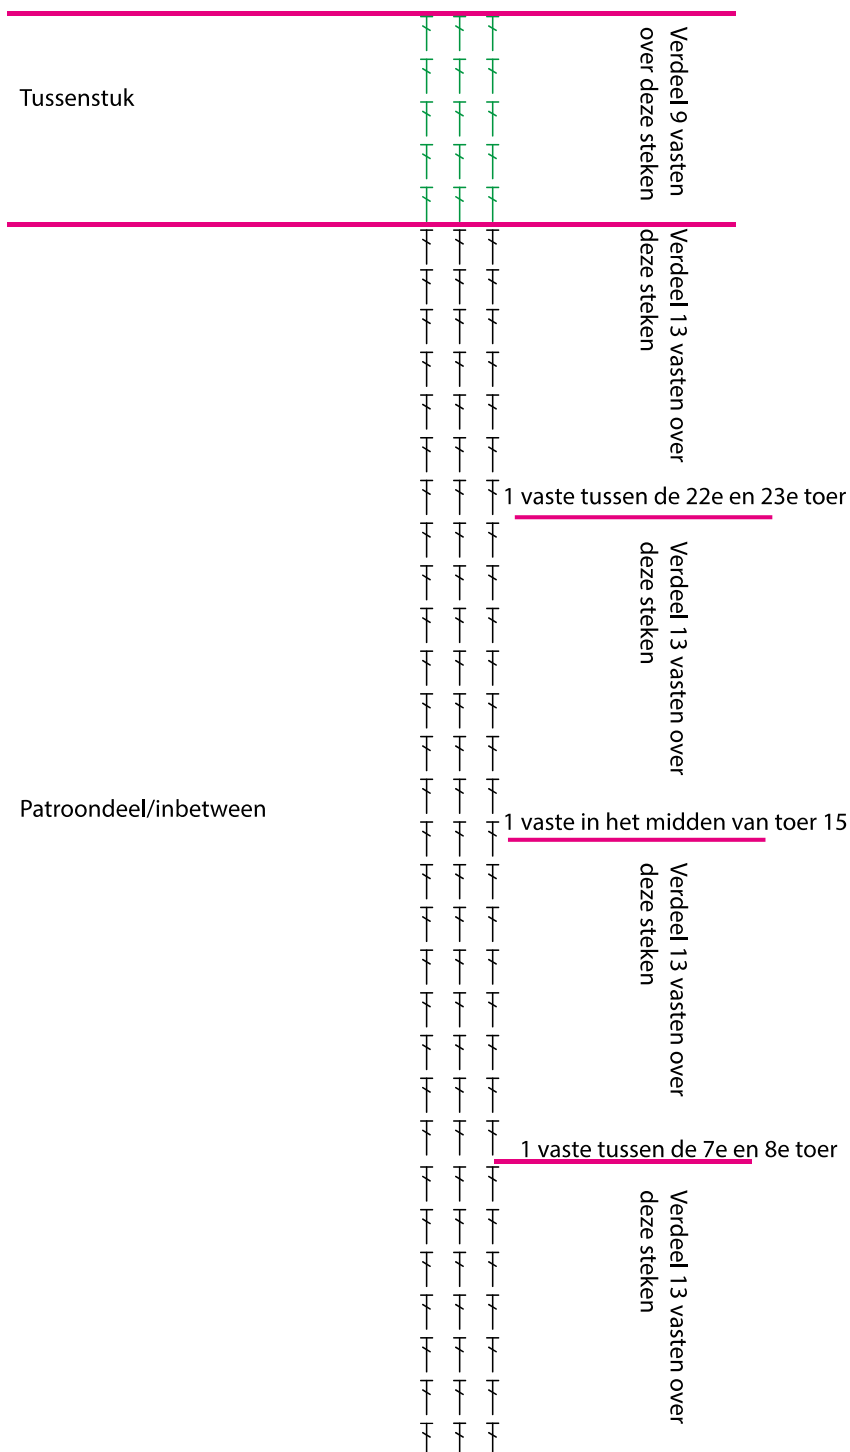 Tussenstuk
Verdeel 9 vasten
over deze steken
Verdeel 13 vasten over
deze steken
1 vaste tussen de 22e en 23e toer
Verdeel 13 vasten over
deze steken
Patroondeel/inbetween
1 vaste in het midden van toer 15
Verdeel 13 vasten over
deze steken
1 vaste tussen de 7e en 8e toer
Verdeel 13 vasten over
deze steken